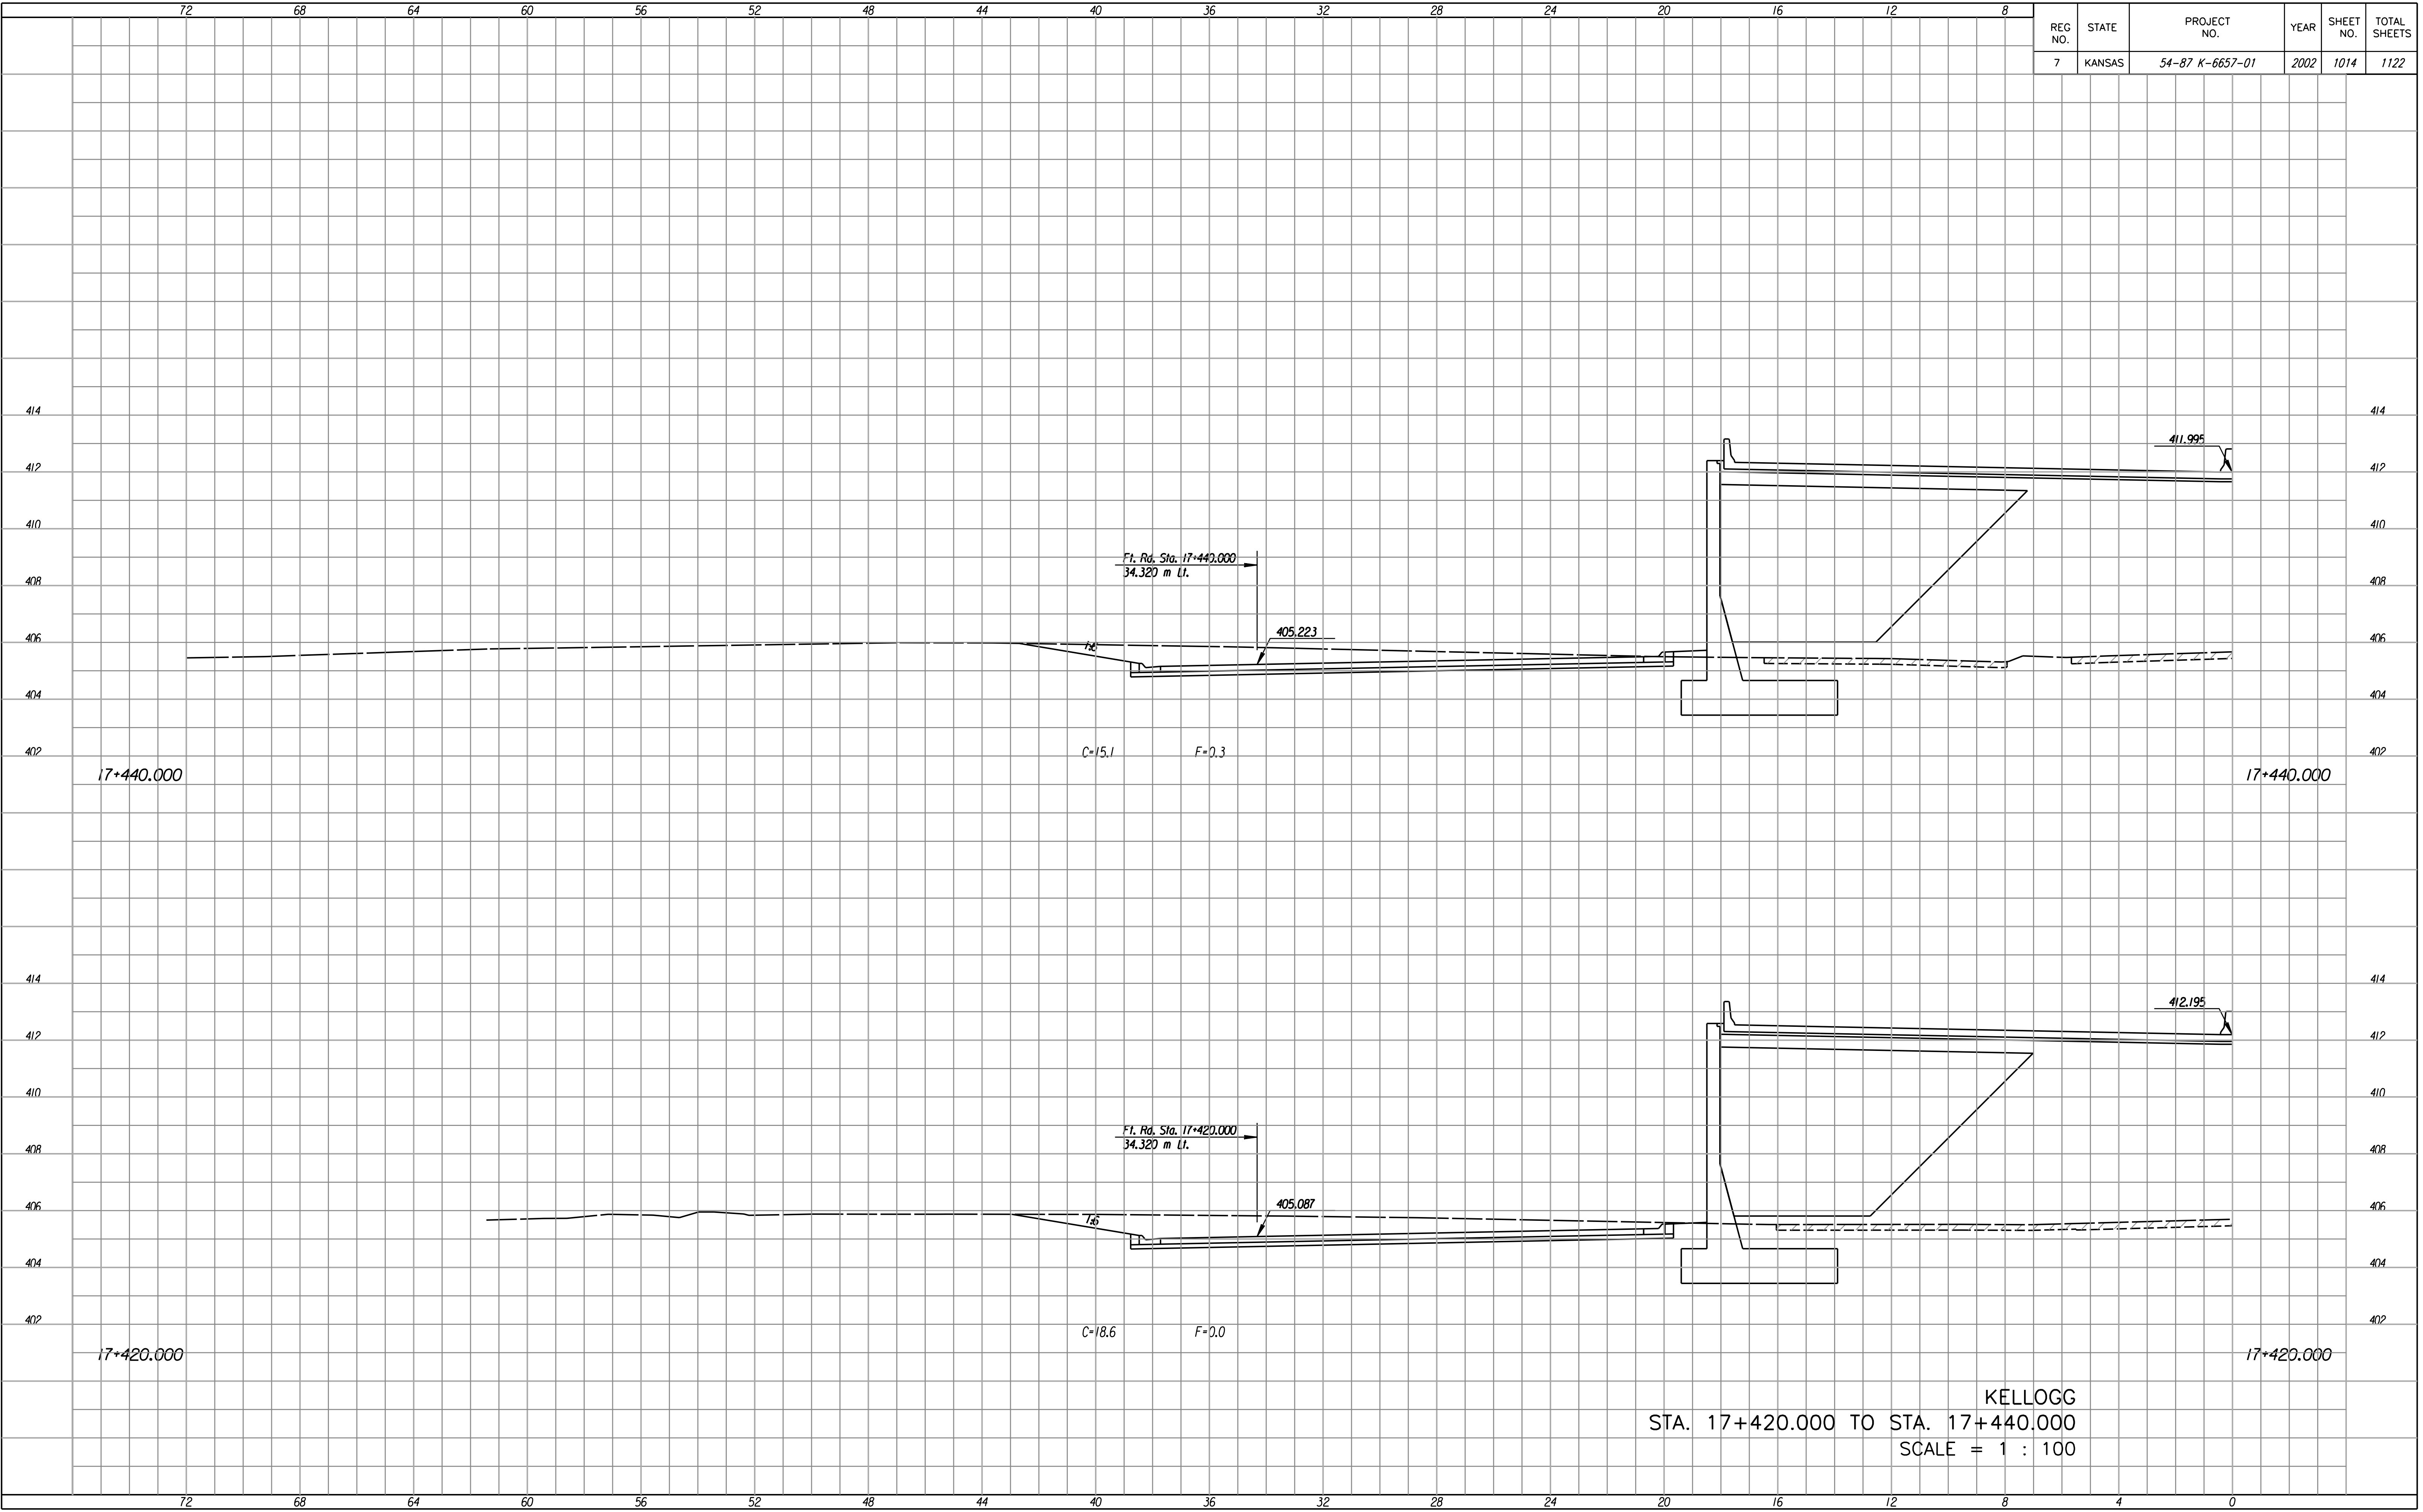 72 68 64 60 56 52 48 44 40 36 32 28 24 20 16 12 8
REG NO. STATE PROJECT NO. YEAR SHEET NO. TOTAL SHEETS
7 KANSAS 54-87 K-6657-01 2002 1014 1122
414 414
411.995
412 412
410 410
Ft. Rd. Sta. 17+440.000
34.320 m Lt.
408 408
405.223
406 1:6 406
404 404
402 C=15.1 F=0.3 402
17+440.000 17+440.000
414 414
412.195
412 412
410 410
Ft. Rd. Sta. 17+420.000
34.320 m Lt.
408 408
405.087
406 406
1:6
404 404
402 402
C=18.6 F=0.0
17+420.000 17+420.000
KELLOGG
STA. 17+420.000 TO STA. 17+440.000
SCALE = 1 : 100
72 68 64 60 56 52 48 44 40 36 32 28 24 20 16 12 8 4 0